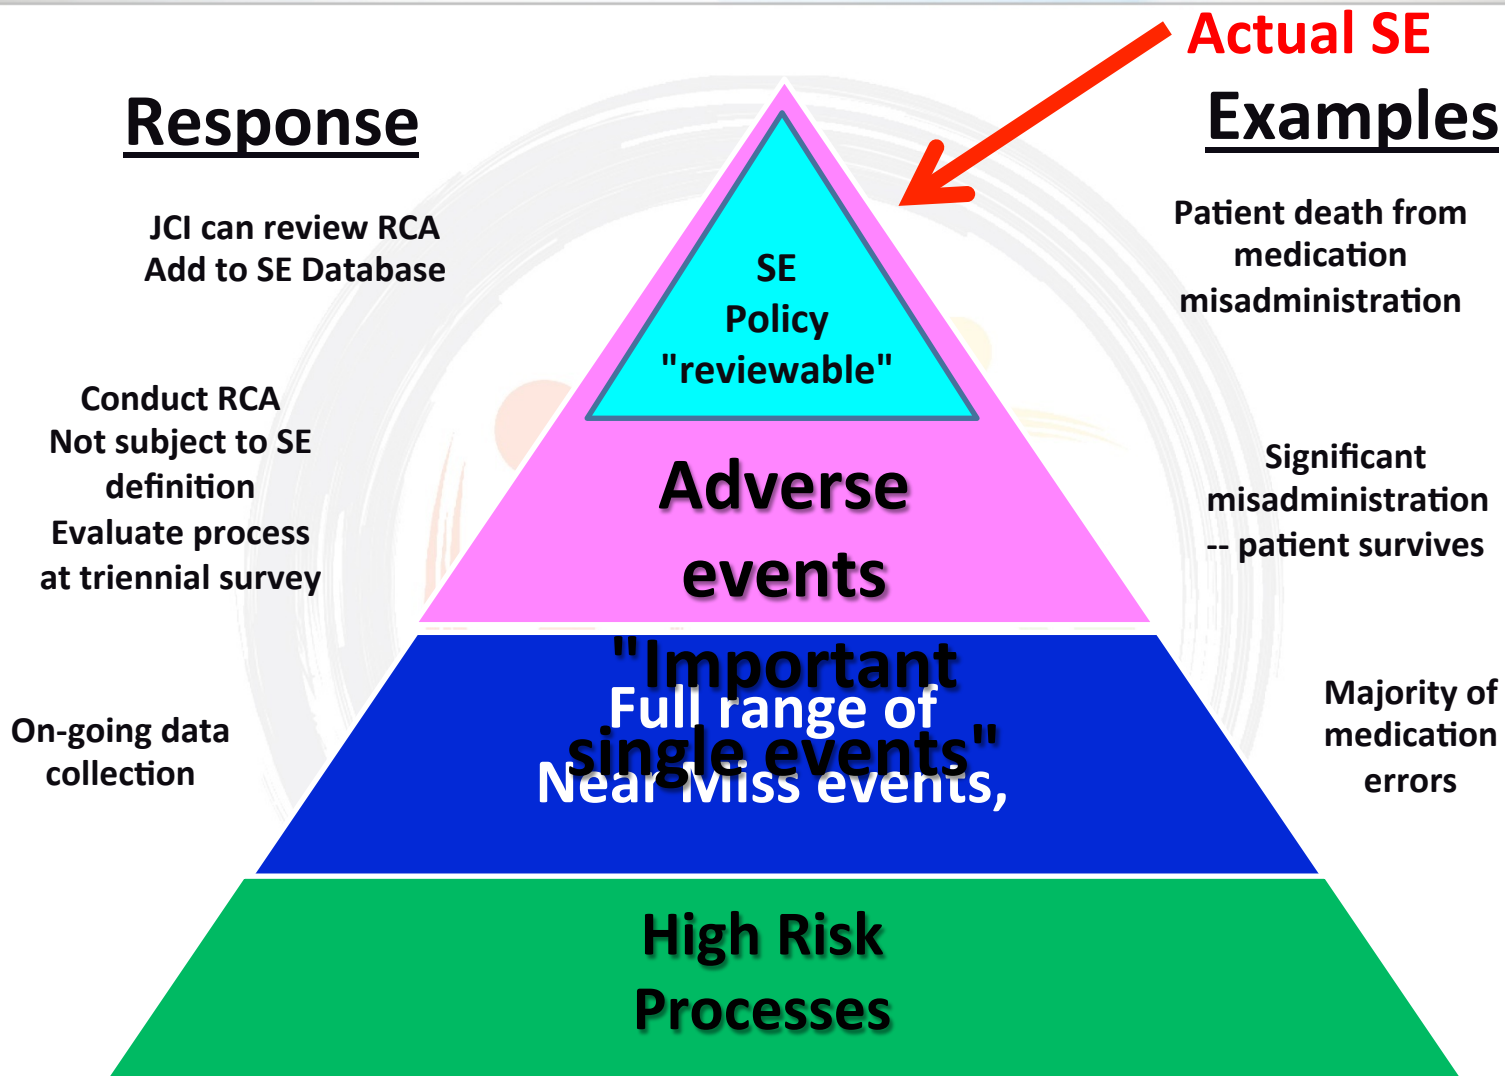 Actual SE
Response
Examples
JCI can review RCA
Add to SE Database
Patient death from
medication
misadministration
SE
Policy
"reviewable"
Conduct RCA
Not subject to SE
definition
Evaluate process
at triennial survey
Significant
misadministration
-- patient survives
Adverse
events
"Important
single events"
Full range of
Near Miss events,
On-going data
collection
Majority of
medication
errors
High Risk
Processes